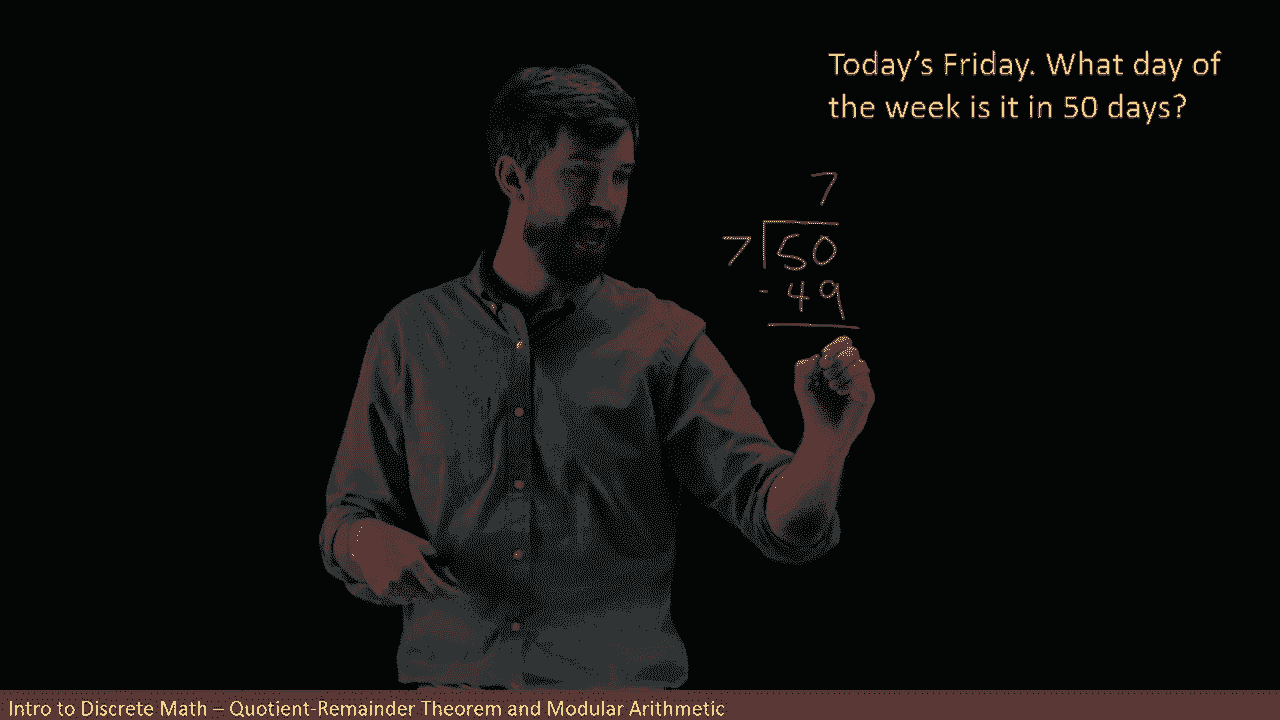 Today's Friday. What day of
the week is it in 50 days?
7
7 50
- 49
Intro to Discrete Math – Quotient-Remainder Theorem and Modular Arithmetic